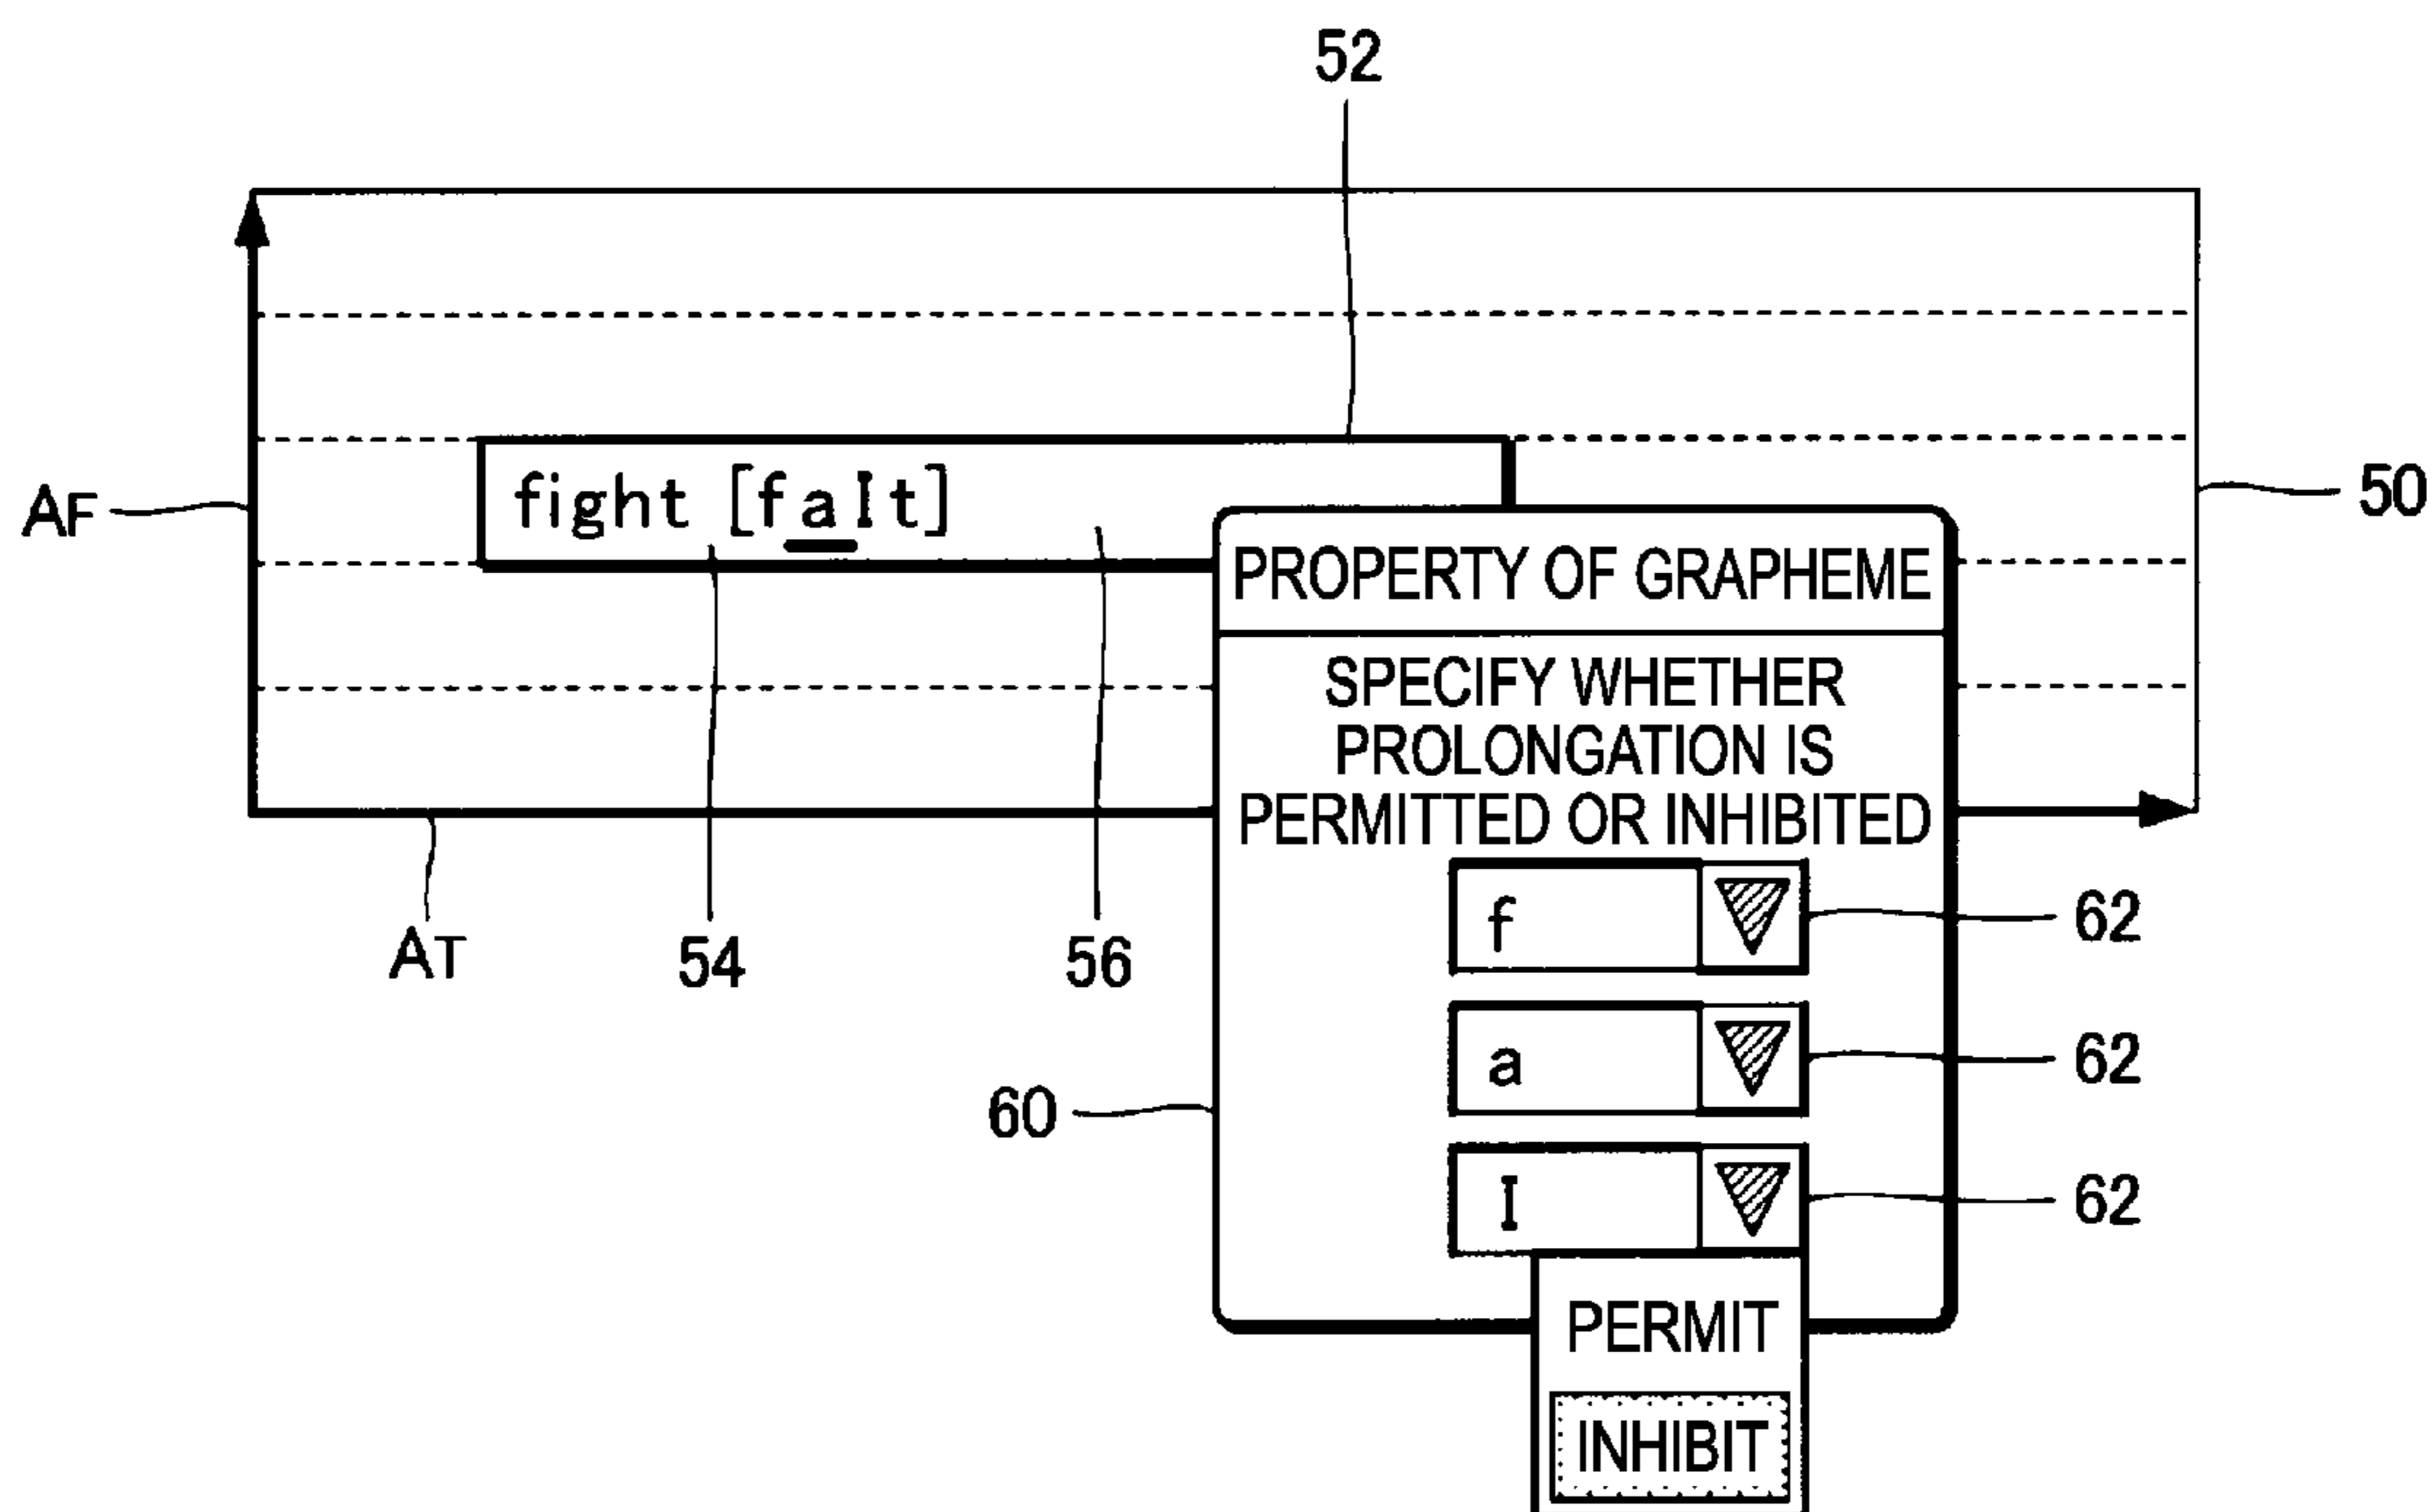 52
fight [faIt]
AF
50
PROPERTY OF GRAPHEME
SPECIFY WHETHER
PROLONGATION IS
PERMITTED OR INHIBITED
AT
54
56
f
62
a
62
60
I
62
PERMIT
INHIBIT